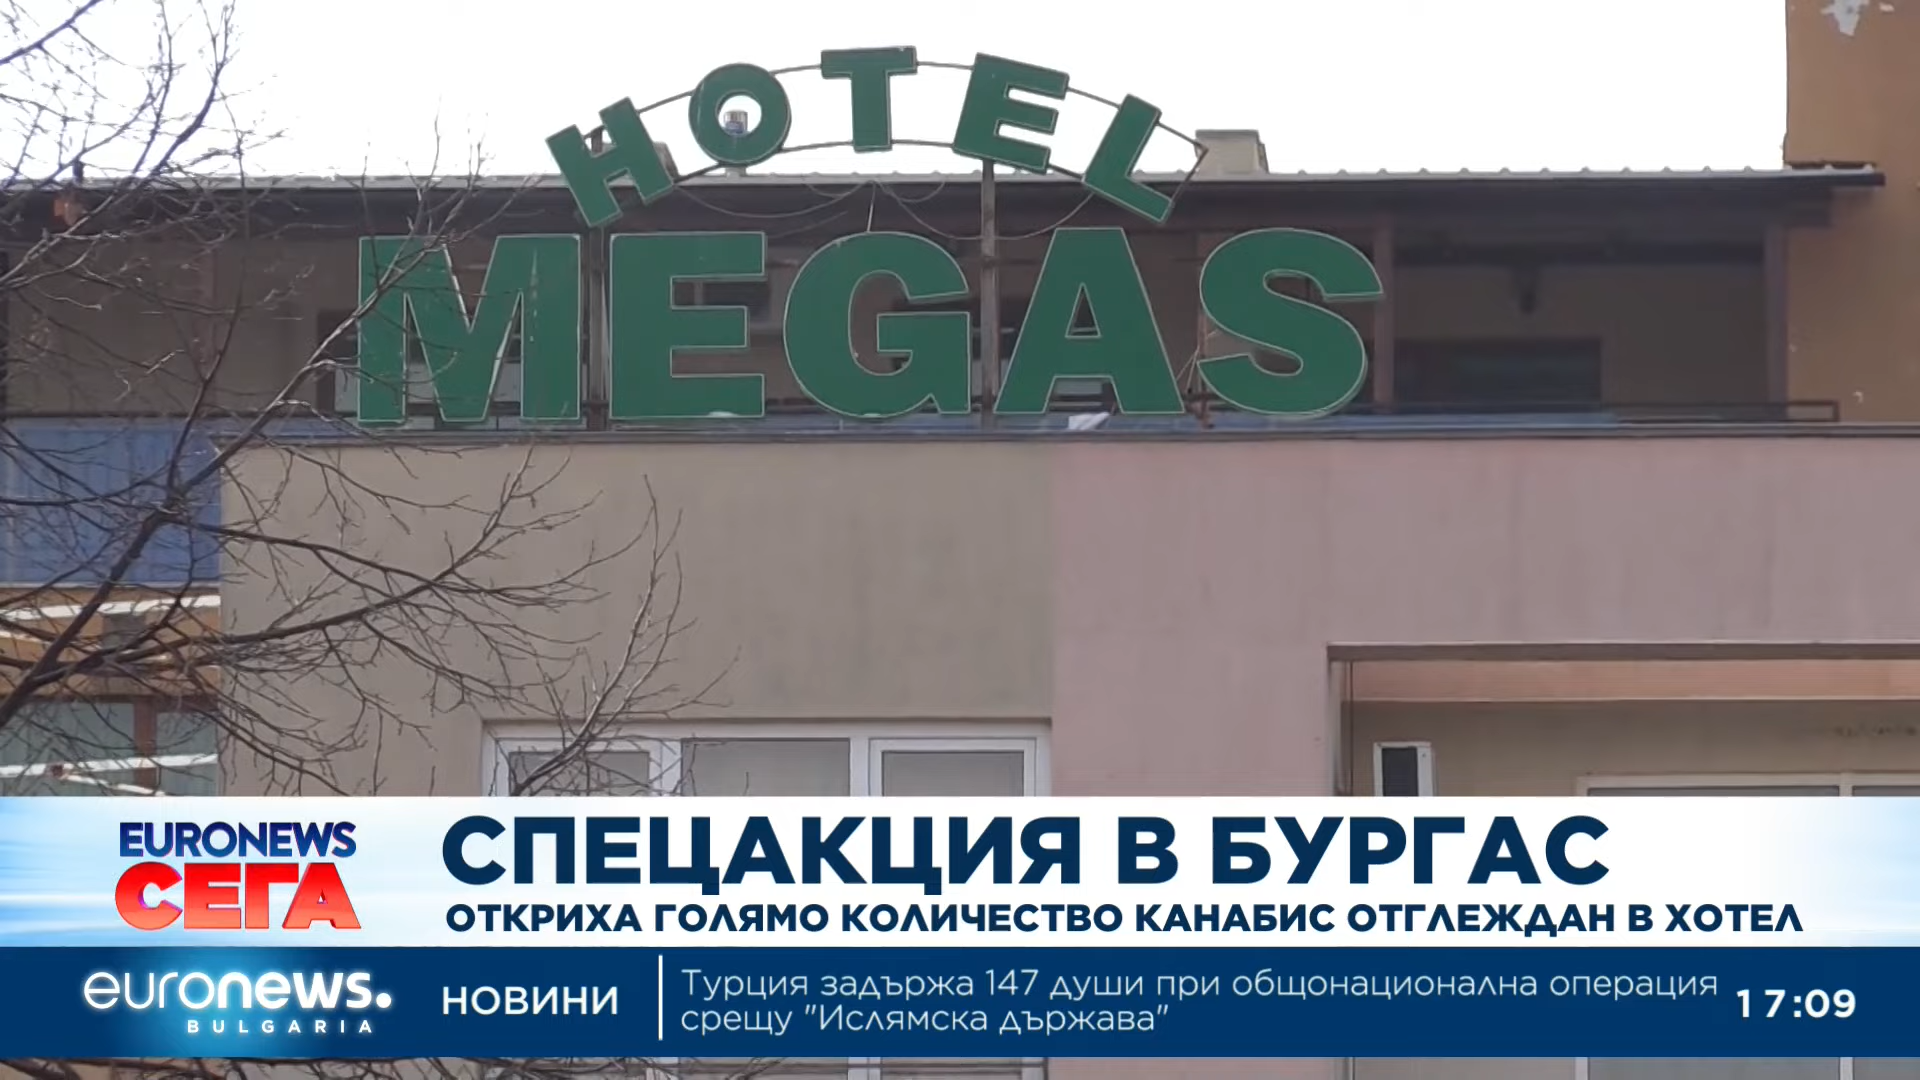 HOTEL
MEGAS
EURONEWS
СЕГА
СПЕЦАКЦИЯ В БУРГАС
ОТКРИХА ГОЛЯМО КОЛИЧЕСТВО КАНАБИС ОТГЛЕЖДАН В ХОТЕЛ
euronews.
BULGARIA
НОВИНИ
Турция задържа 147 души при общонационална операция
срещу "Ислямска държава"
17:09